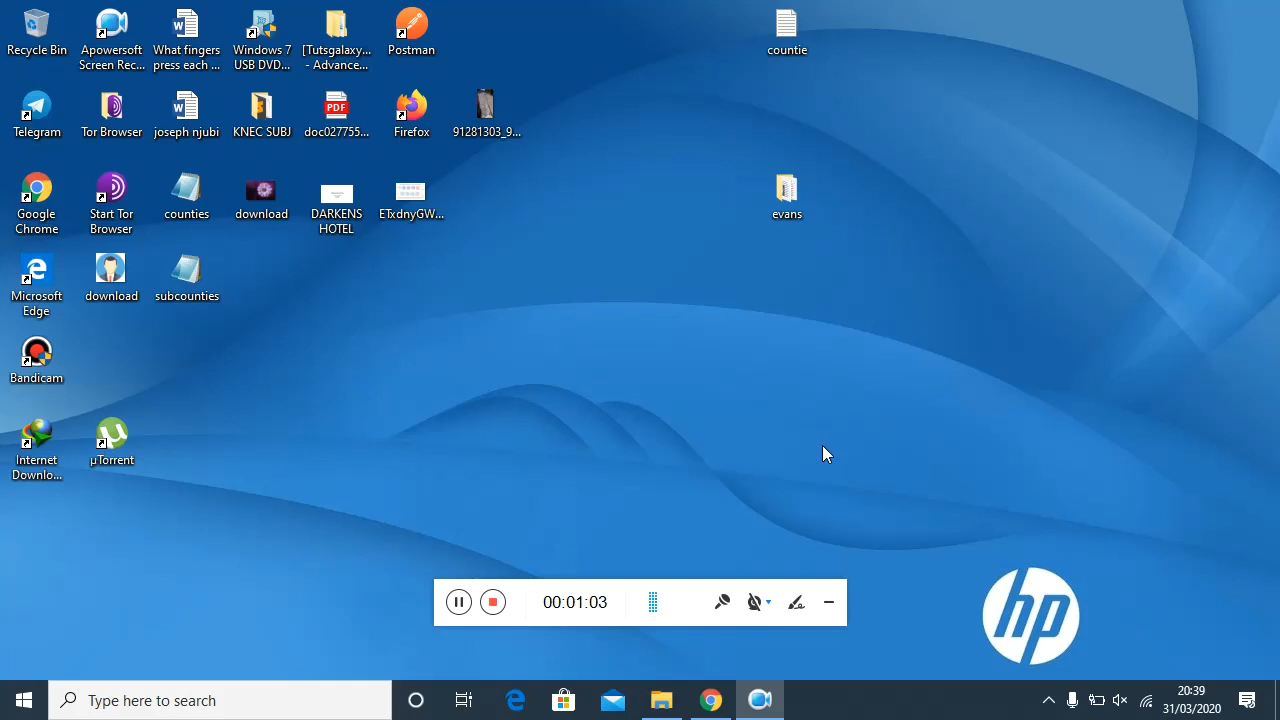 Recycle Bin
Apowersoft
Screen Rec...
What fingers
press each ...
Windows 7
USB DVD...
[Tutsgalaxy...
- Advance...
Postman
countie
Telegram
Tor Browser
joseph njubi
KNEC SUBJ
PDF
doc027755...
Firefox
91281303_9...
Google
Chrome
Start Tor
Browser
counties
download
DARKENS
HOTEL
ETxdnyGW...
evans
Microsoft
Edge
download
subcounties
Bandicam
Internet
Downlo...
µTorrent
00:01:03
hp
Type here to search
20:39
31/03/2020